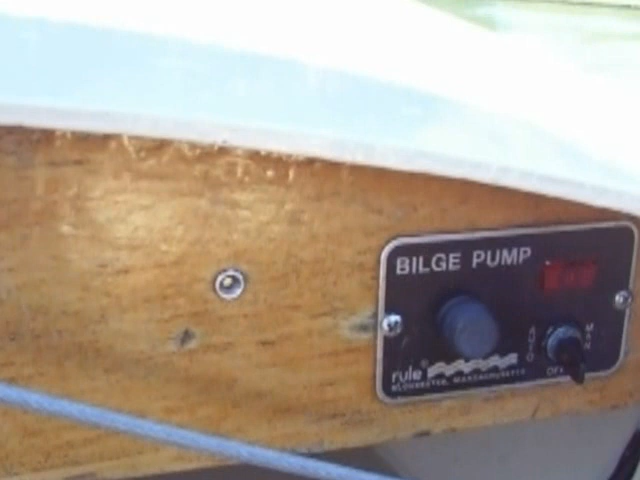 BILGE PUMP
AUTO
MAN
OFF
rule®
GLOUCESTER, MASSACHUSETTS